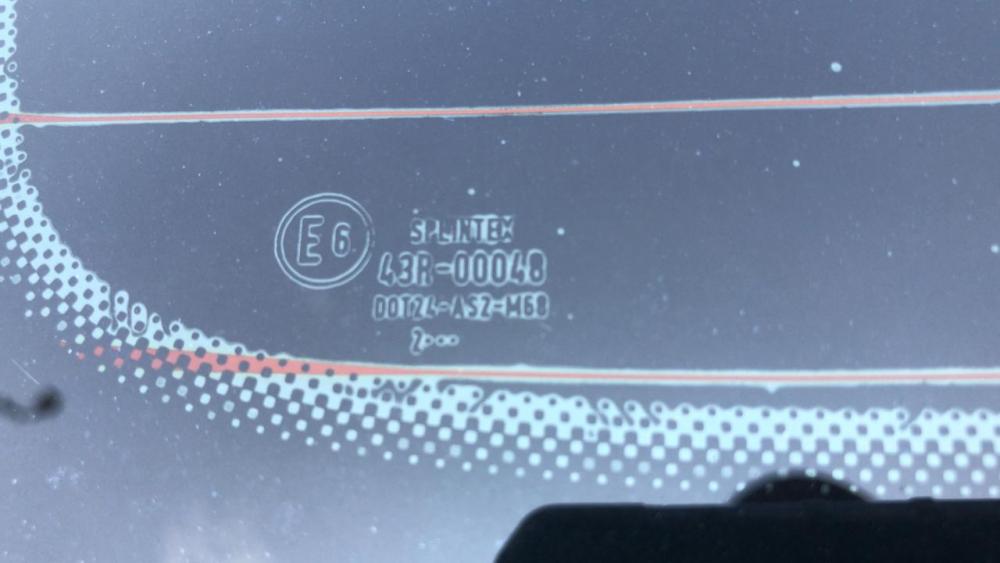 E6
SPLINTEX
43R-00048
DOT24-AS2-M68